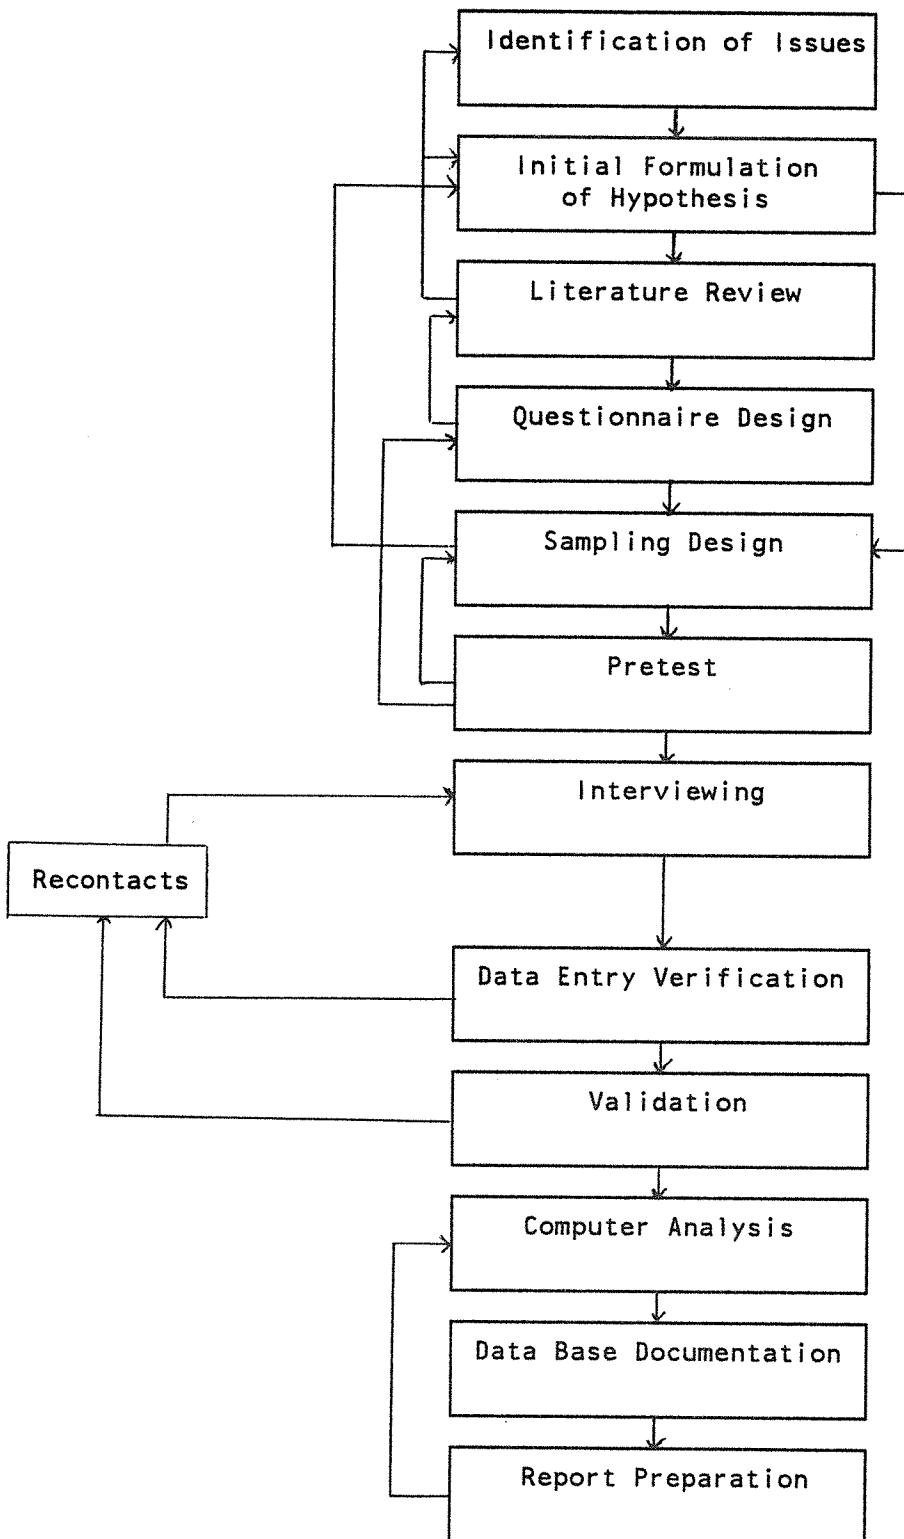 Identification of Issues
Initial Formulation
of Hypothesis
Literature Review
Questionnaire Design
Sampling Design
Pretest
Interviewing
Recontacts
Data Entry Verification
Validation
Computer Analysis
Data Base Documentation
Report Preparation